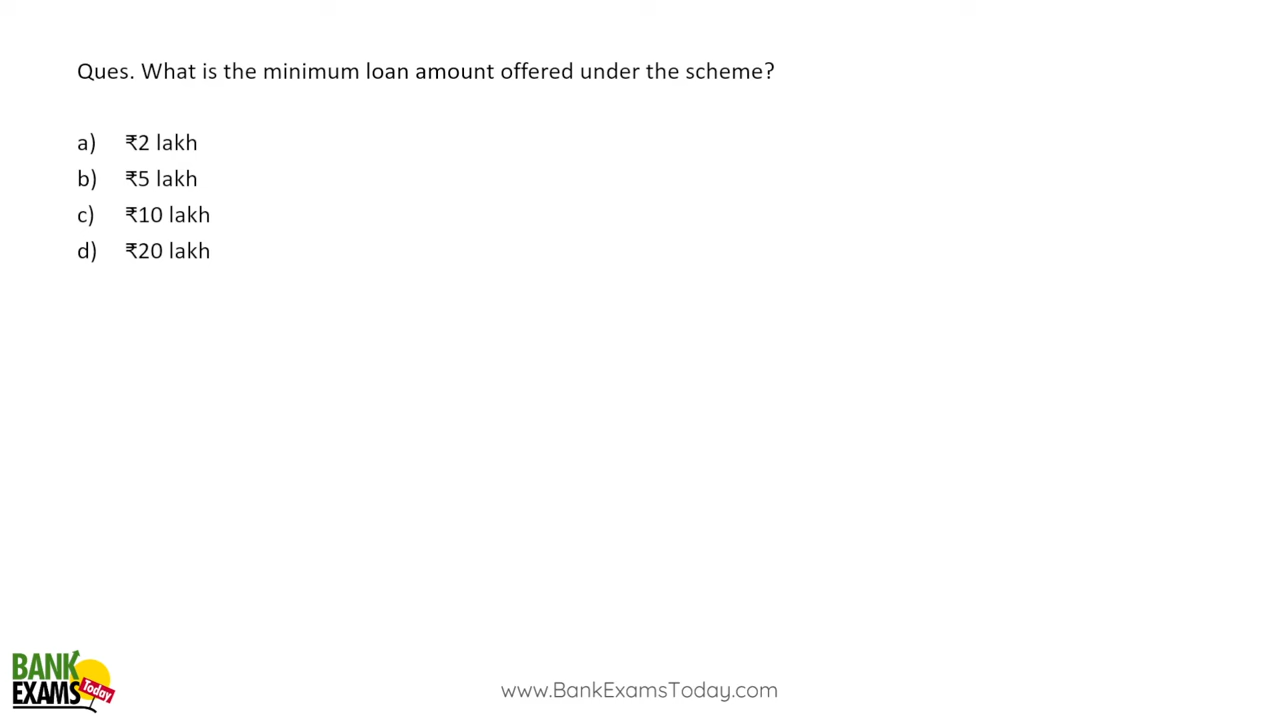 Ques. What is the minimum loan amount offered under the scheme?
a) ₹2 lakh
b) ₹5 lakh
c) ₹10 lakh
d) ₹20 lakh
BANK
EXAMS Today
www.BankExamsToday.com